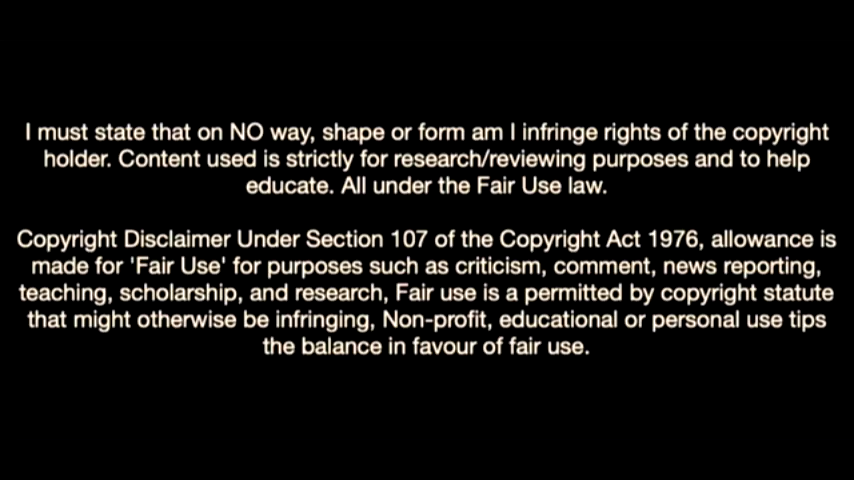 I must state that on NO way, shape or form am I infringe rights of the copyright
holder. Content used is strictly for research/reviewing purposes and to help
educate. All under the Fair Use law.
Copyright Disclaimer Under Section 107 of the Copyright Act 1976, allowance is
made for 'Fair Use' for purposes such as criticism, comment, news reporting,
teaching, scholarship, and research, Fair use is a permitted by copyright statute
that might otherwise be infringing, Non-profit, educational or personal use tips
the balance in favour of fair use.